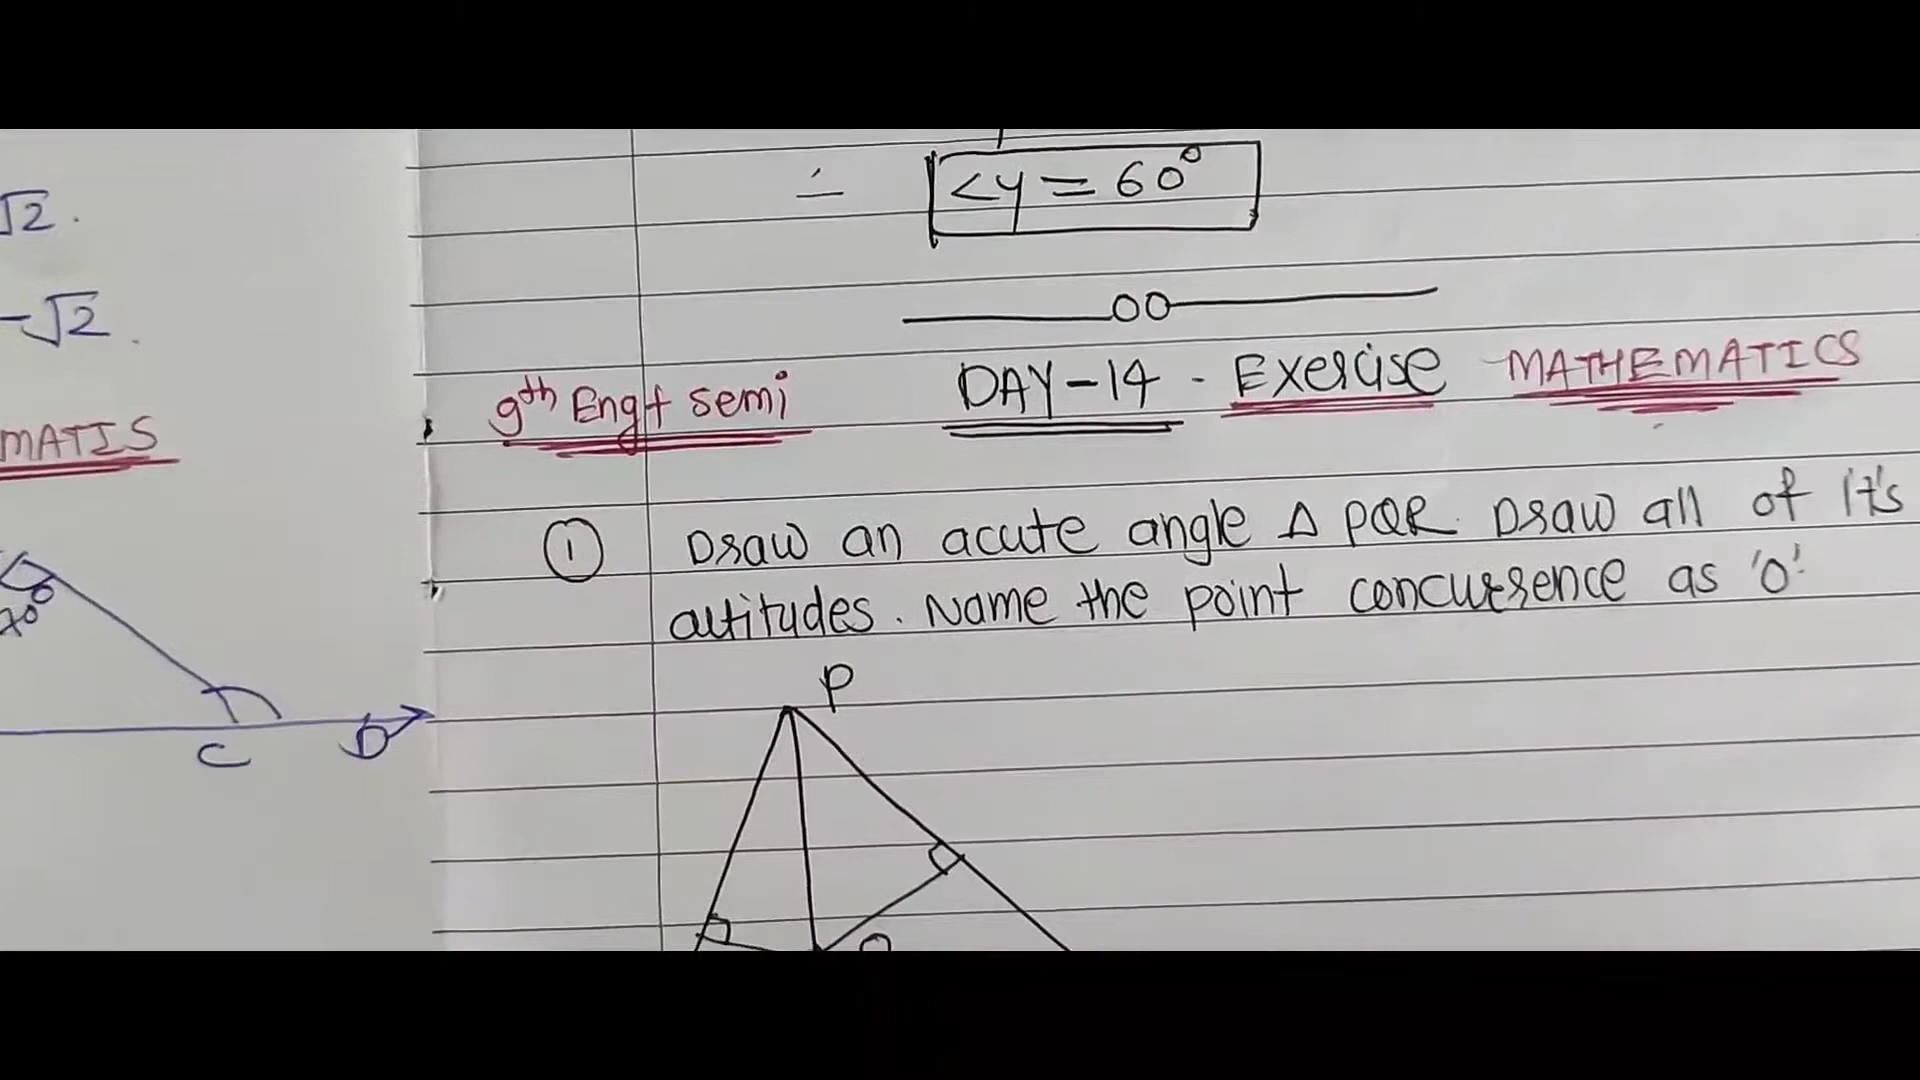 √2.
-√2.
MATIS
70°
C
D
∴ <y = 60°
OO
9th Eng+ semi DAY-14 - Exercise MATHEMATICS
① Draw an acute angle Δ PQR. Draw all of it's
altitudes. Name the point concurrence as 'O'.
P